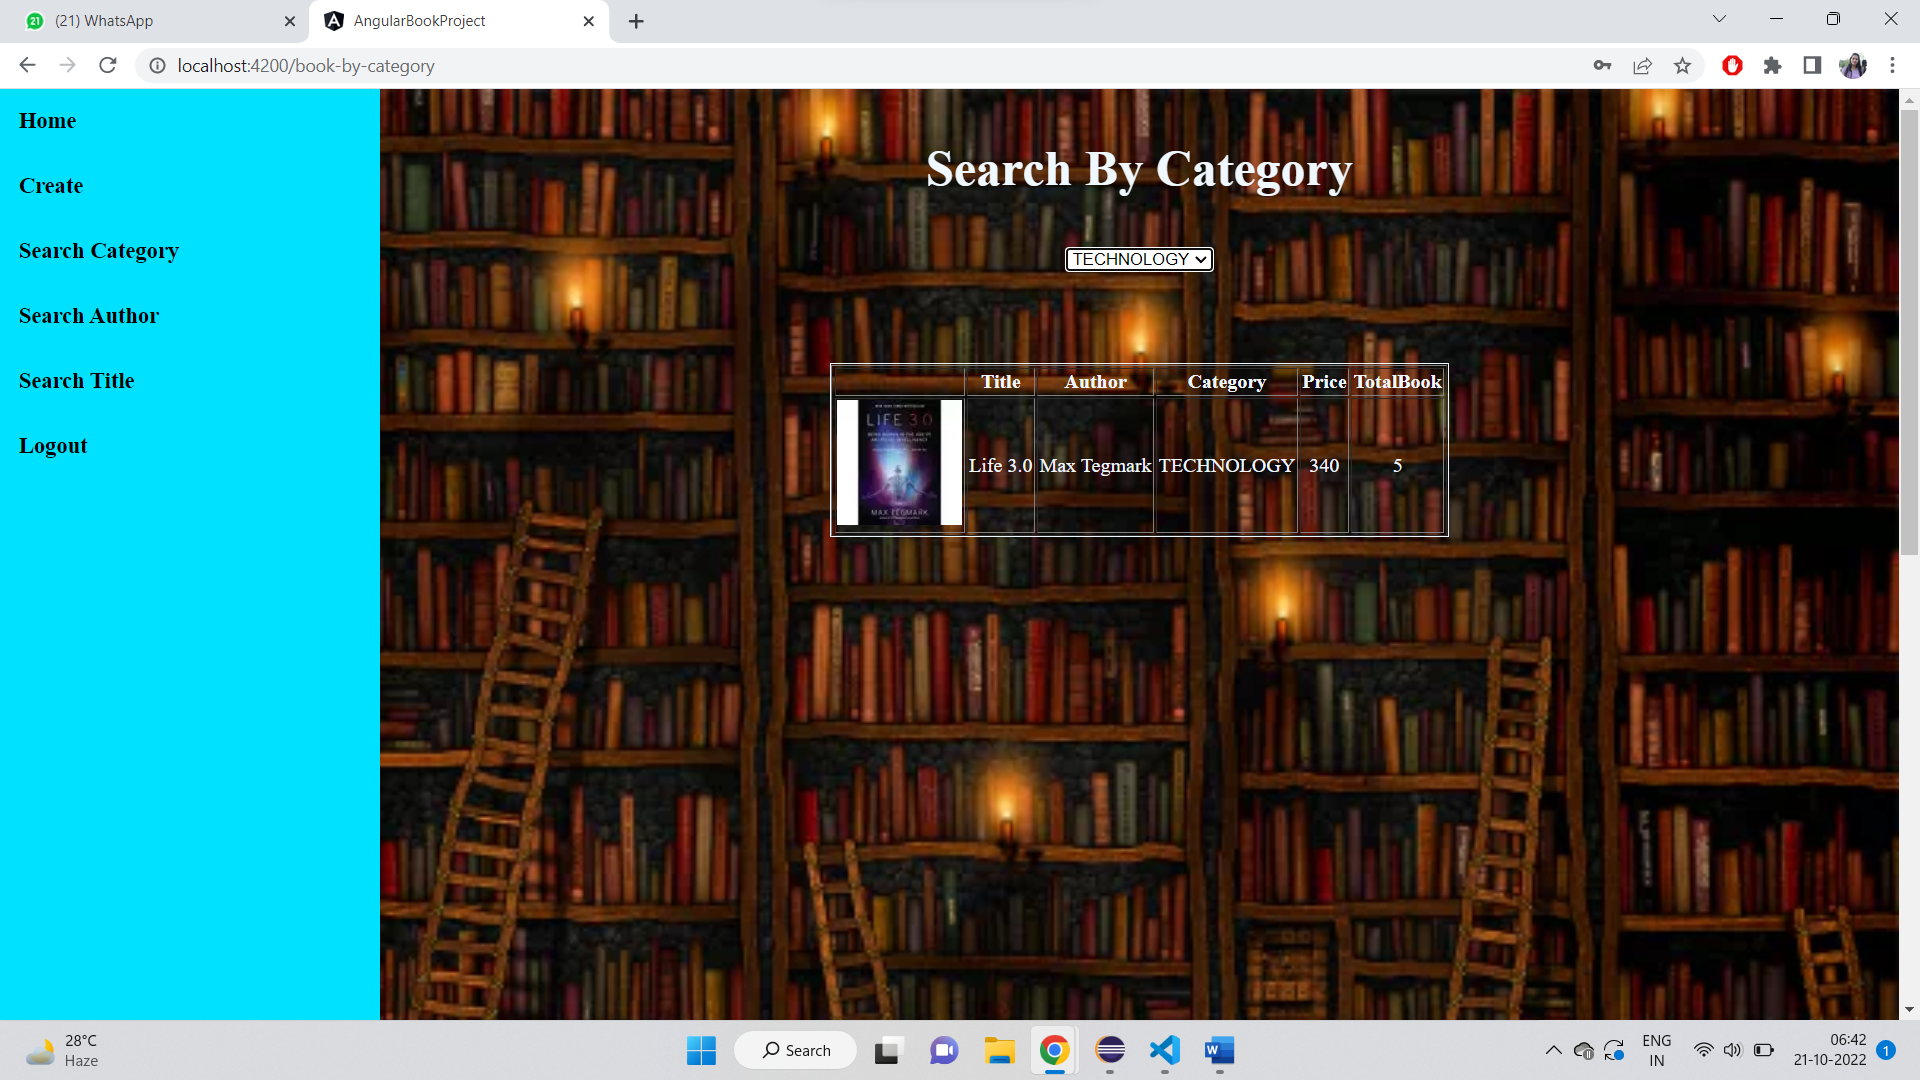 (21) WhatsApp
AngularBookProject
localhost:4200/book-by-category
Home
Create
Search Category
Search Author
Search Title
Logout
Search By Category
TECHNOLOGY
Title Author Category Price TotalBook
LIFE 3.0
MAX TEGMARK
Life 3.0 Max Tegmark TECHNOLOGY 340 5
28°C
Haze
Search
ENG
IN
06:42
21-10-2022
1